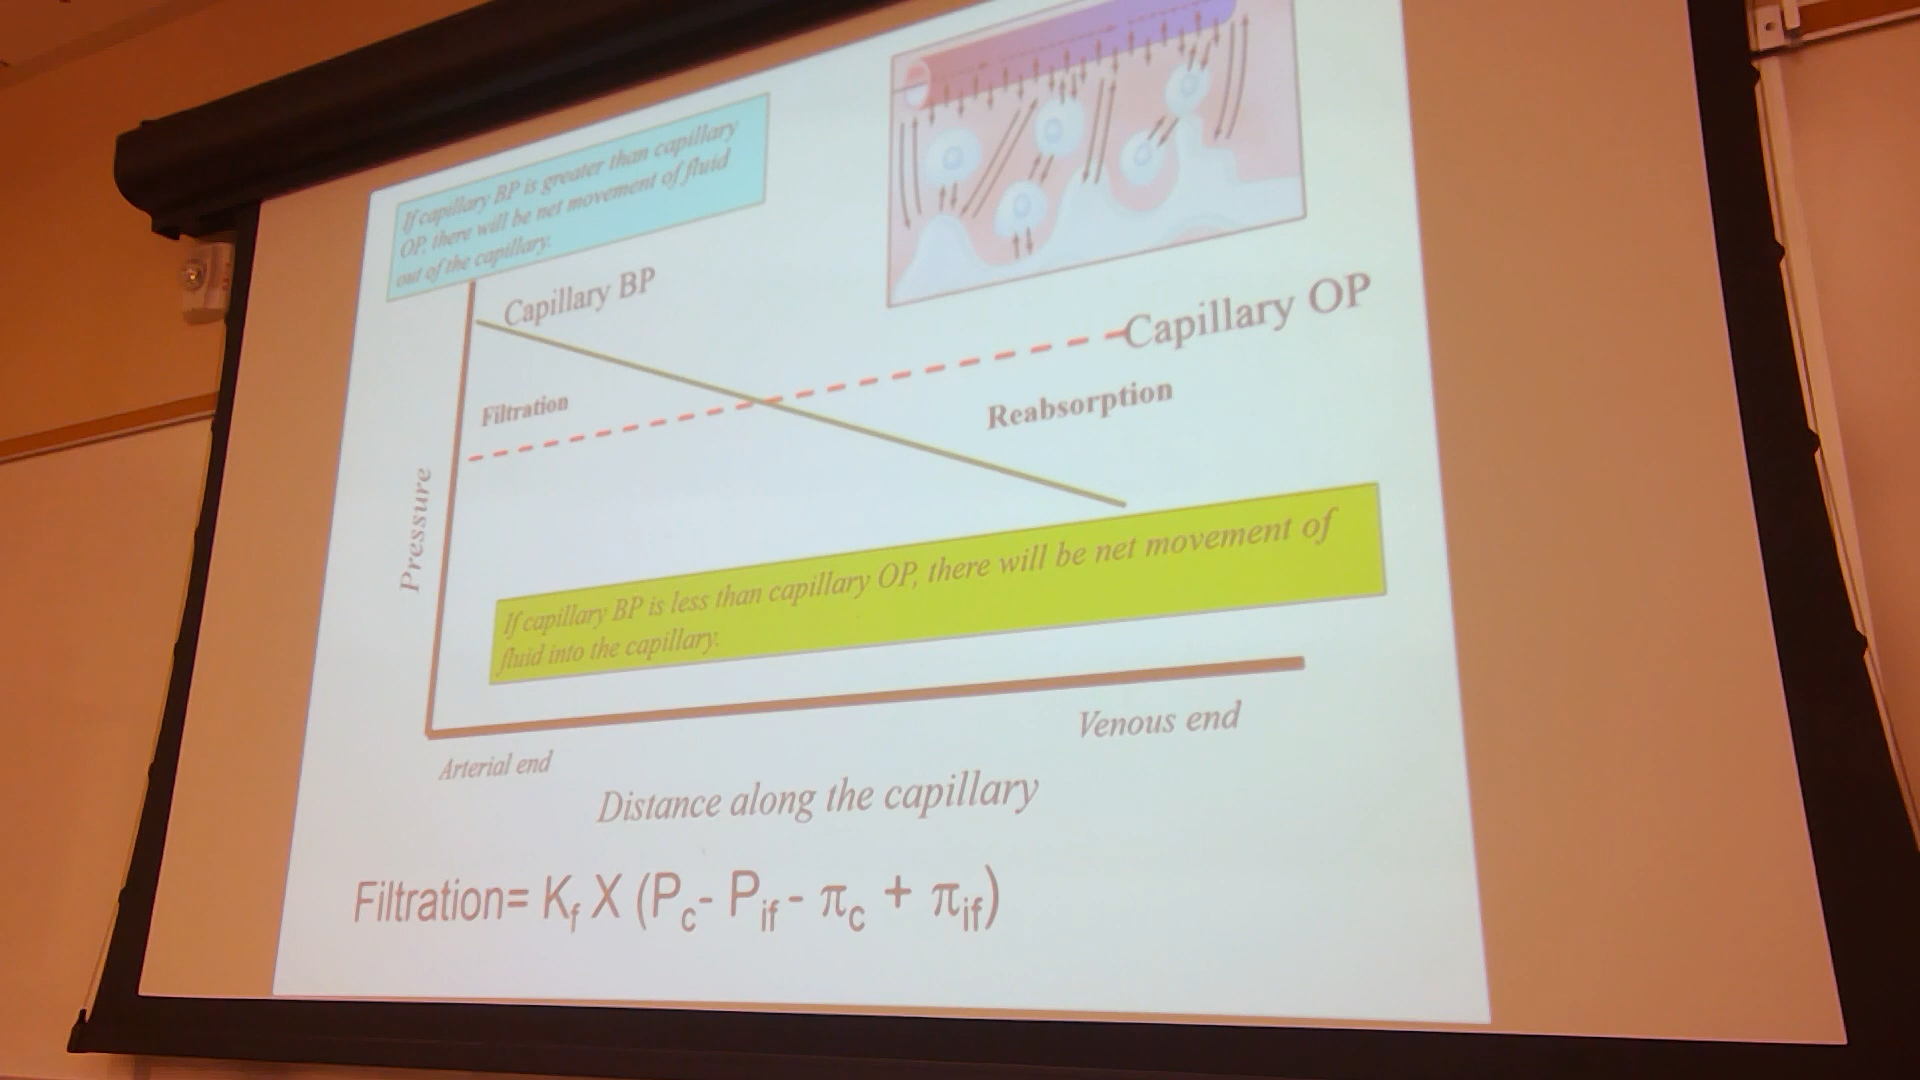 If capillary BP is greater than capillary
OP, there will be net movement of fluid
out of the capillary.
Capillary BP
Capillary OP
Filtration
Reabsorption
Pressure
If capillary BP is less than capillary OP, there will be net movement of
fluid into the capillary.
Arterial end
Venous end
Distance along the capillary
Filtration= Kf X (Pc- Pif - πc + πif)